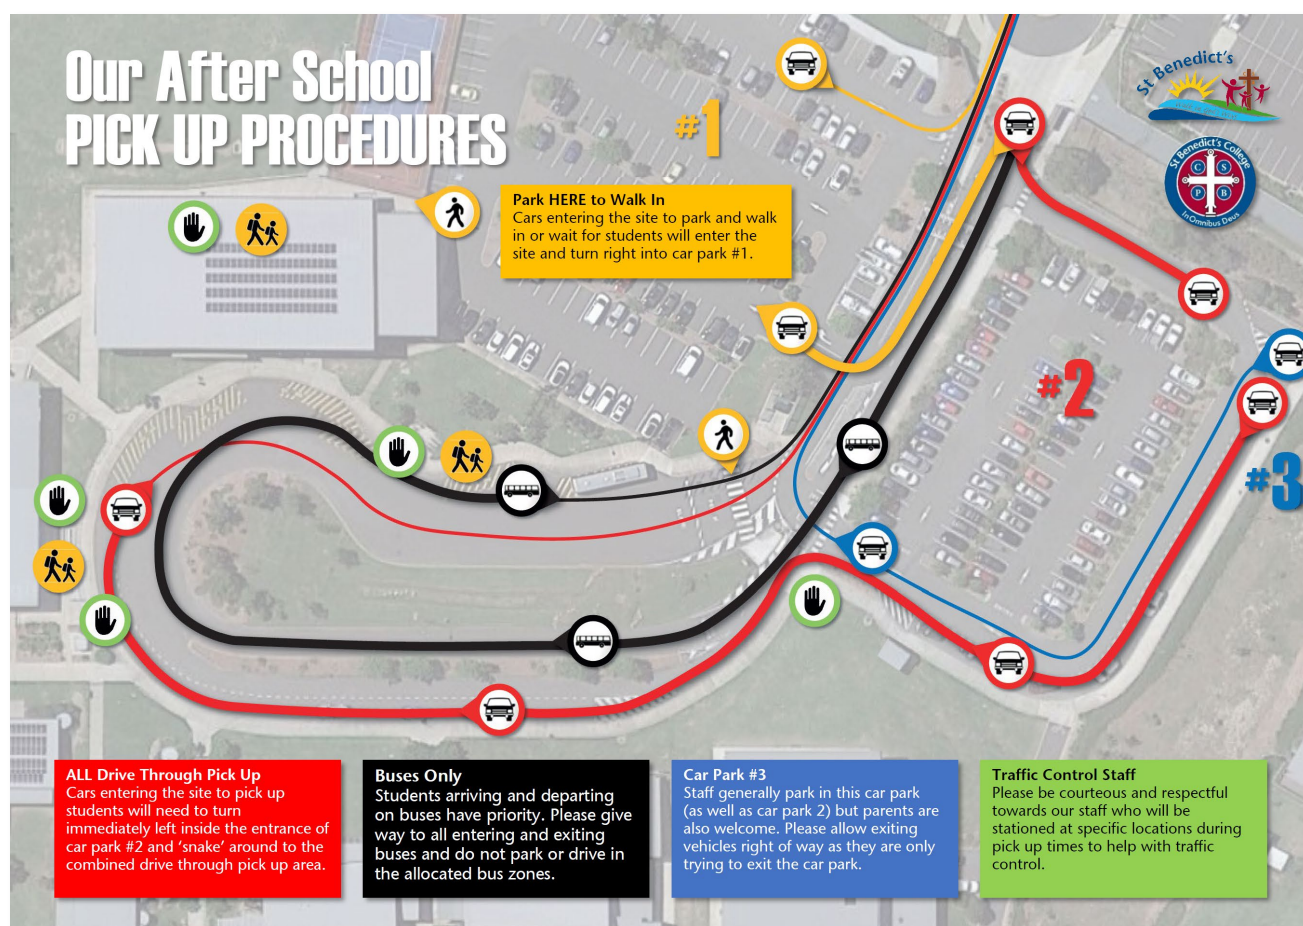 Our After School
PICK UP PROCEDURES
#1
St Benedict's
St Benedict's College
C S
P B
In Omnibus Deus
Park HERE to Walk In
Cars entering the site to park and walk
in or wait for students will enter the
site and turn right into car park #1.
#2
#3
ALL Drive Through Pick Up
Cars entering the site to pick up
students will need to turn
immediately left inside the entrance of
car park #2 and ‘snake’ around to the
combined drive through pick up area.
Buses Only
Students arriving and departing
on buses have priority. Please give
way to all entering and exiting
buses and do not park or drive in
the allocated bus zones.
Car Park #3
Staff generally park in this car park
(as well as car park 2) but parents are
also welcome. Please allow exiting
vehicles right of way as they are only
trying to exit the car park.
Traffic Control Staff
Please be courteous and respectful
towards our staff who will be
stationed at specific locations during
pick up times to help with traffic
control.